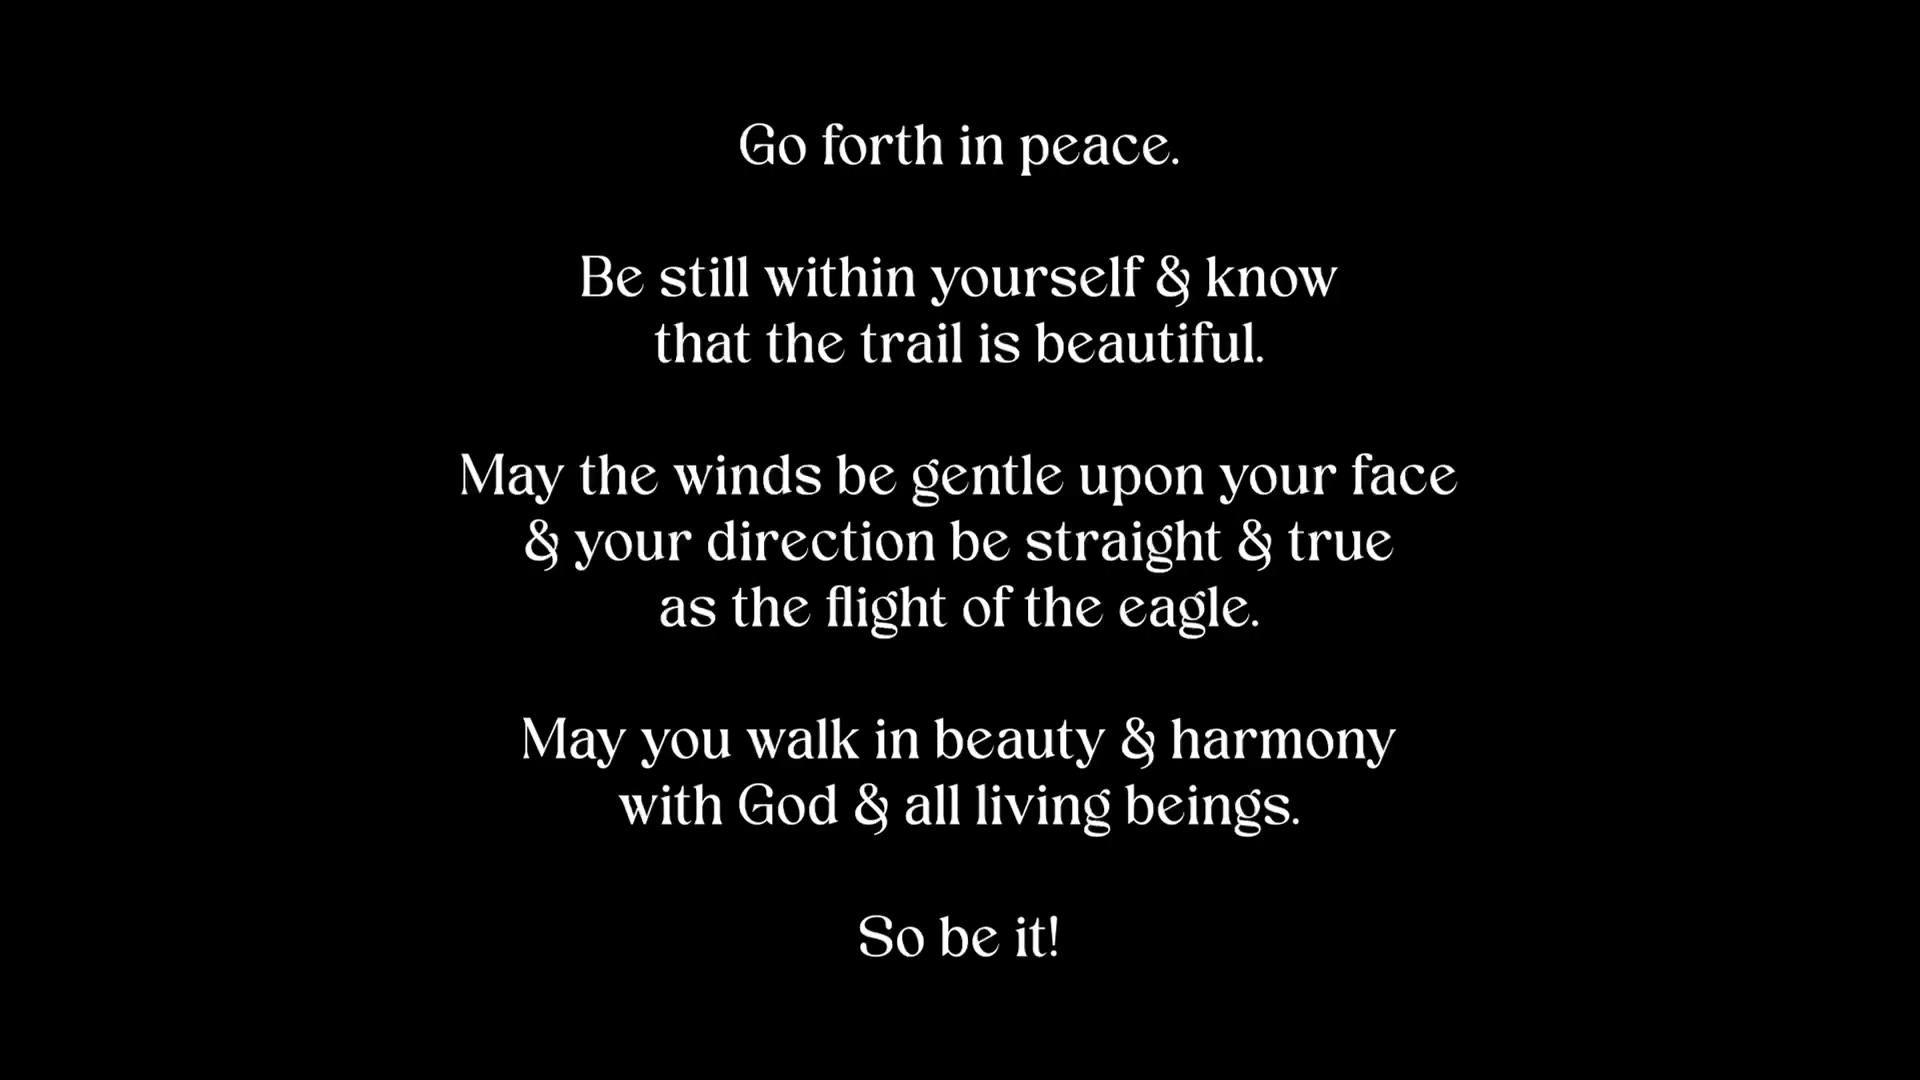 Go forth in peace.
Be still within yourself & know
that the trail is beautiful.
May the winds be gentle upon your face
& your direction be straight & true
as the flight of the eagle.
May you walk in beauty & harmony
with God & all living beings.
So be it!